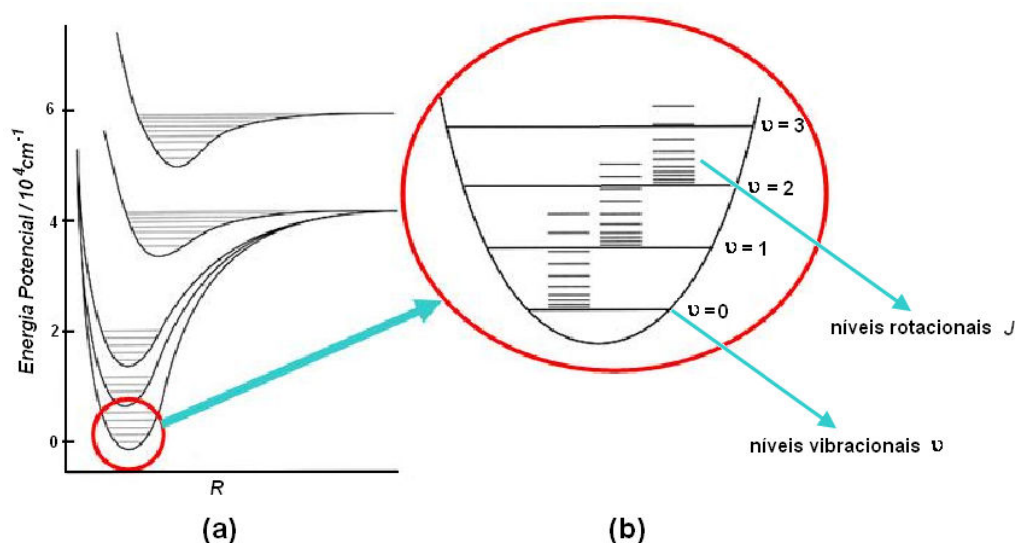 Energia Potencial / 10⁴cm⁻¹
6
4
2
0
R
(a)
υ = 3
υ = 2
υ = 1
υ = 0
níveis rotacionais J
níveis vibracionais υ
(b)